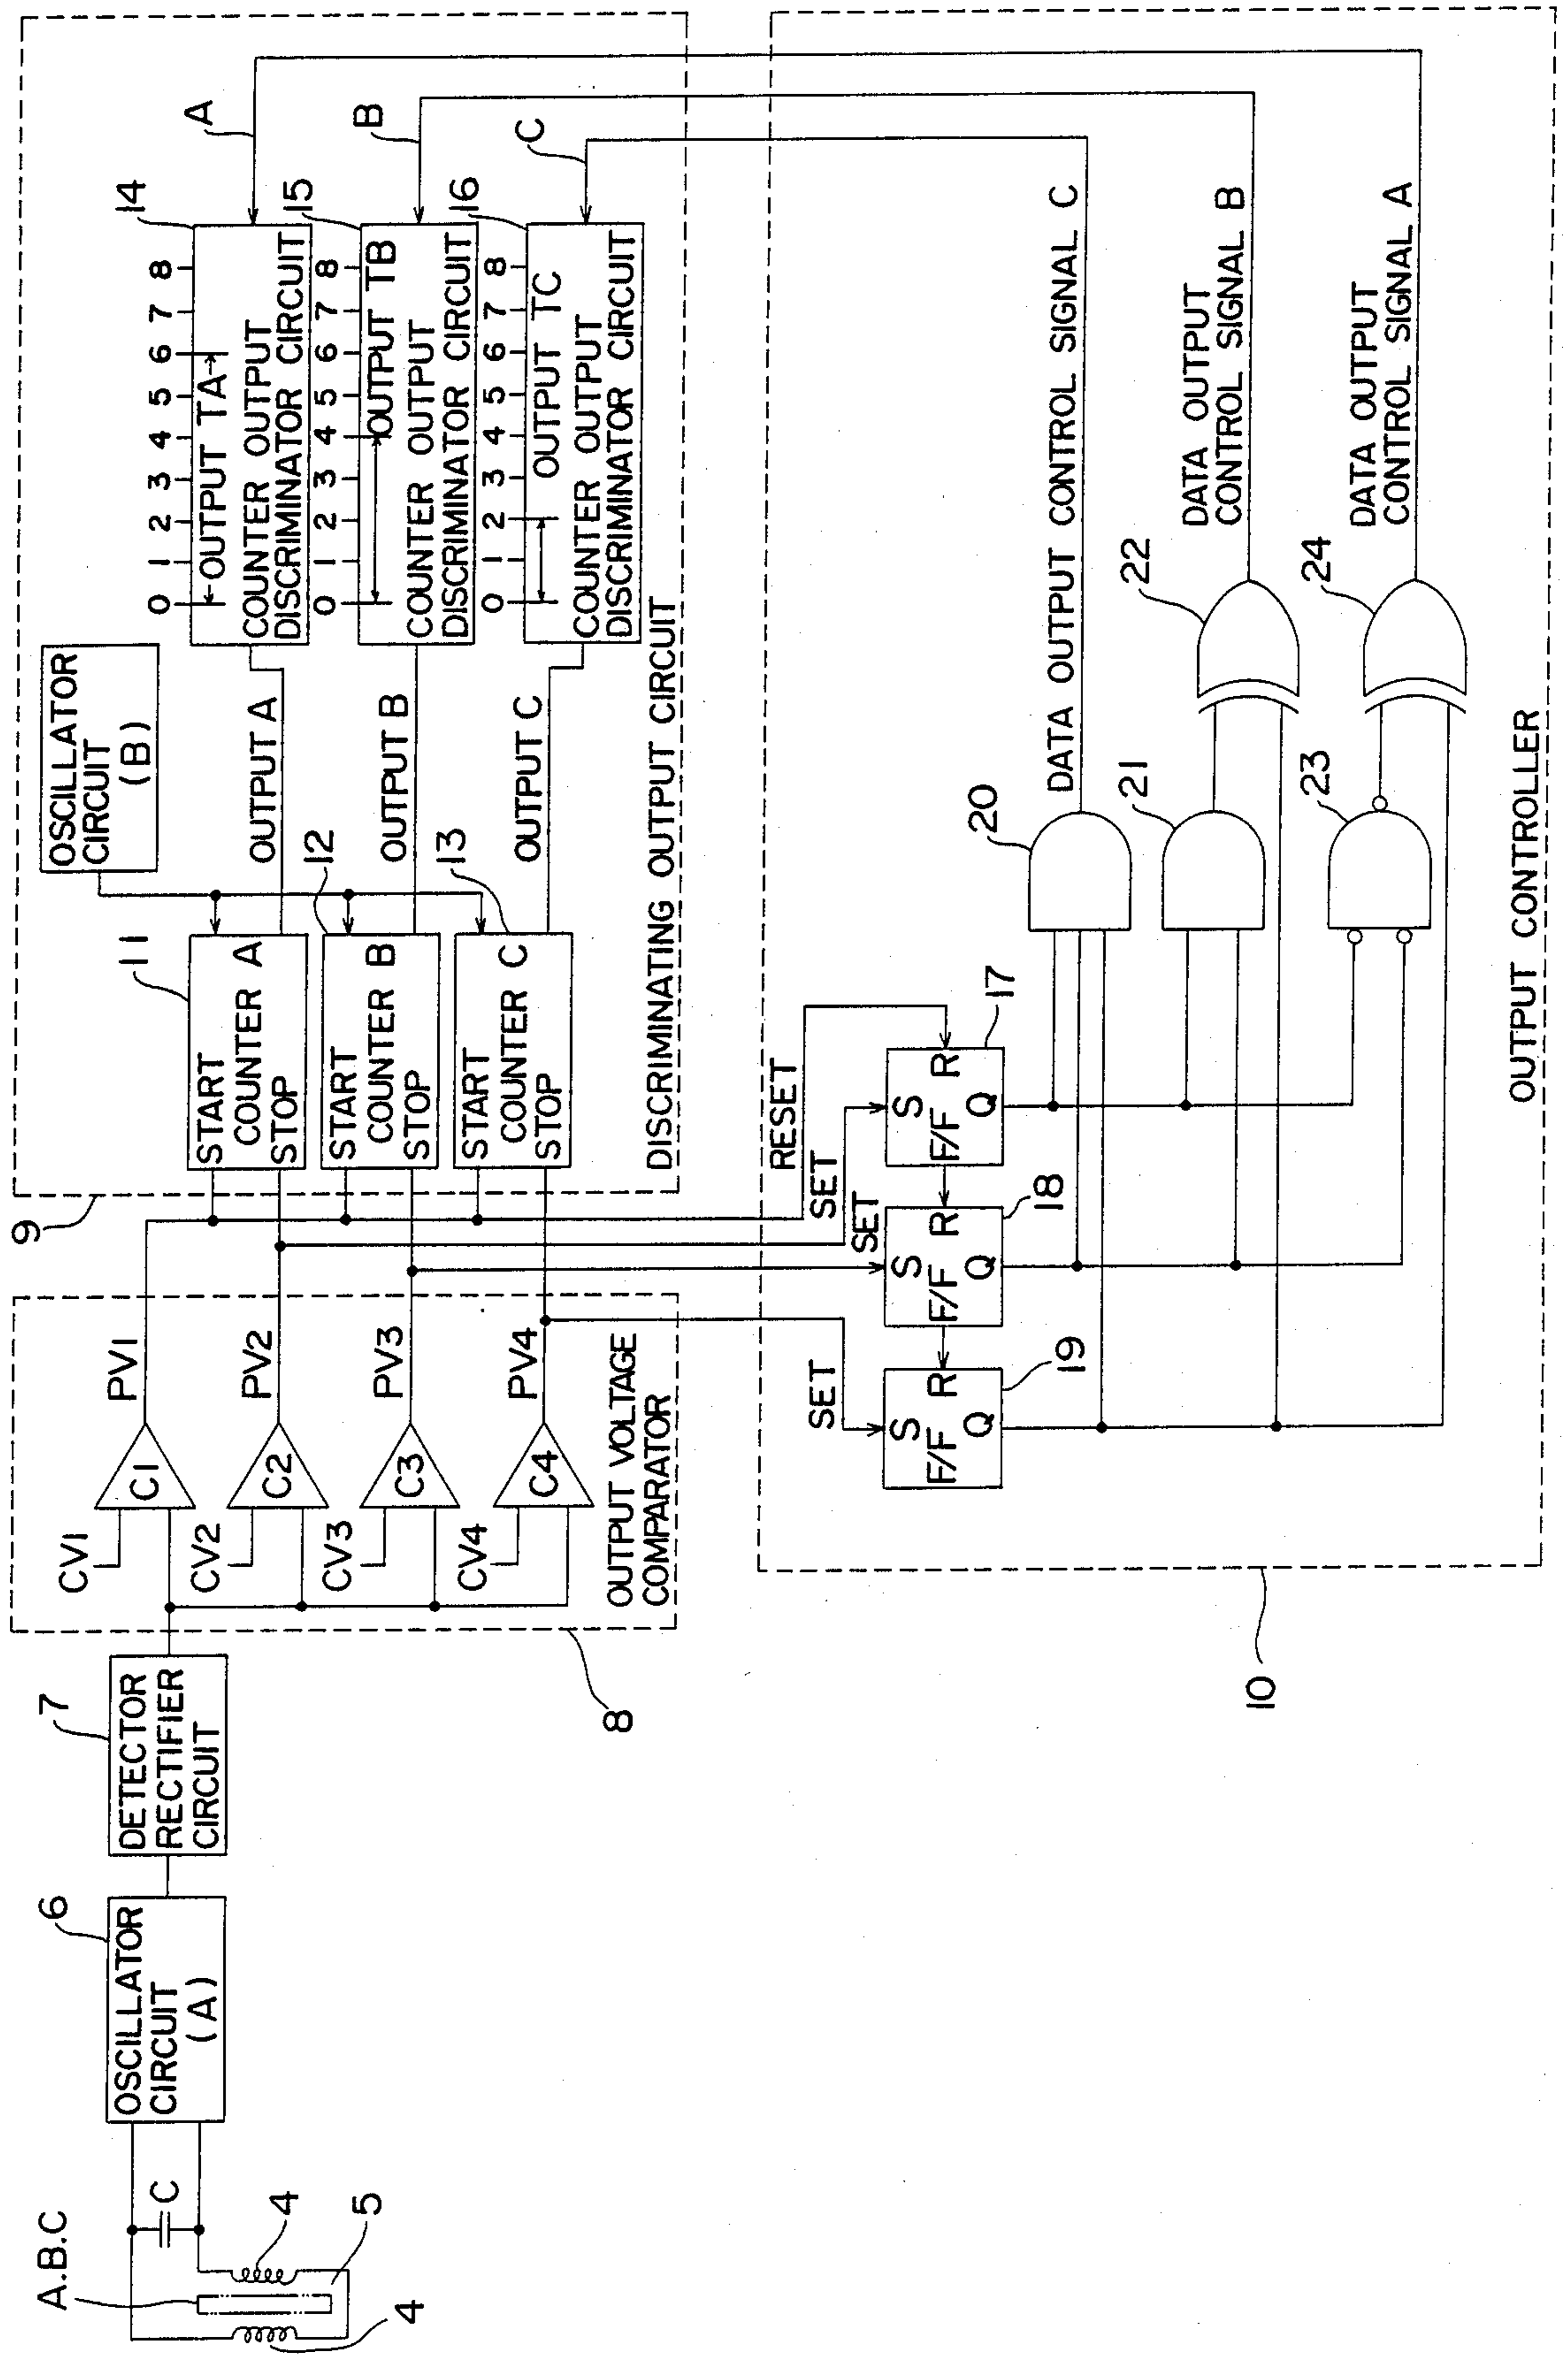 A.B.C
C
4
5
4
6
OSCILLATOR
CIRCUIT
(A)
7
DETECTOR
RECTIFIER
CIRCUIT
8
CV1
C1
PV1
CV2
C2
PV2
CV3
C3
PV3
CV4
C4
PV4
OUTPUT VOLTAGE
COMPARATOR
9
11
START
COUNTER A
STOP
12
START
COUNTER B
STOP
13
START
COUNTER C
STOP
OSCILLATOR
CIRCUIT
(B)
OUTPUT A
OUTPUT B
OUTPUT C
14
0 1 2 3 4 5 6 7 8
OUTPUT TA
COUNTER OUTPUT
DISCRIMINATOR CIRCUIT
A
15
0 1 2 3 4 5 6 7 8
OUTPUT TB
COUNTER OUTPUT
DISCRIMINATOR CIRCUIT
B
16
0 1 2 3 4 5 6 7 8
OUTPUT TC
COUNTER OUTPUT
DISCRIMINATOR CIRCUIT
C
DISCRIMINATING OUTPUT CIRCUIT
RESET
SET
SET
SET
S R
F/F
Q
17
S R
F/F
Q
18
S R
F/F
Q
19
20
DATA OUTPUT CONTROL SIGNAL C
21
22
DATA OUTPUT
CONTROL SIGNAL B
23
24
DATA OUTPUT
CONTROL SIGNAL A
OUTPUT CONTROLLER
10